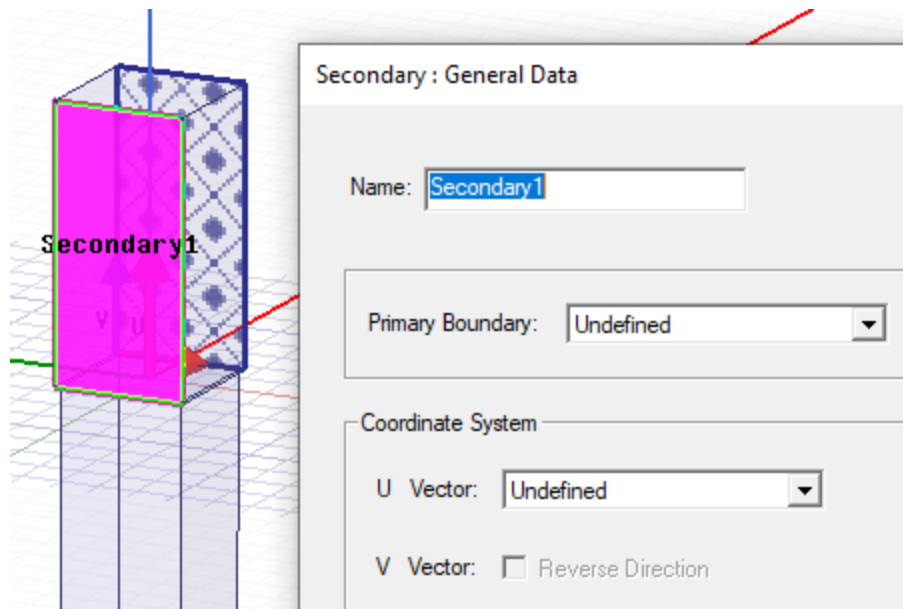 Secondary : General Data
Name: Secondary1
Secondary1
V U
Primary Boundary: Undefined
Coordinate System
U Vector: Undefined
V Vector: Reverse Direction